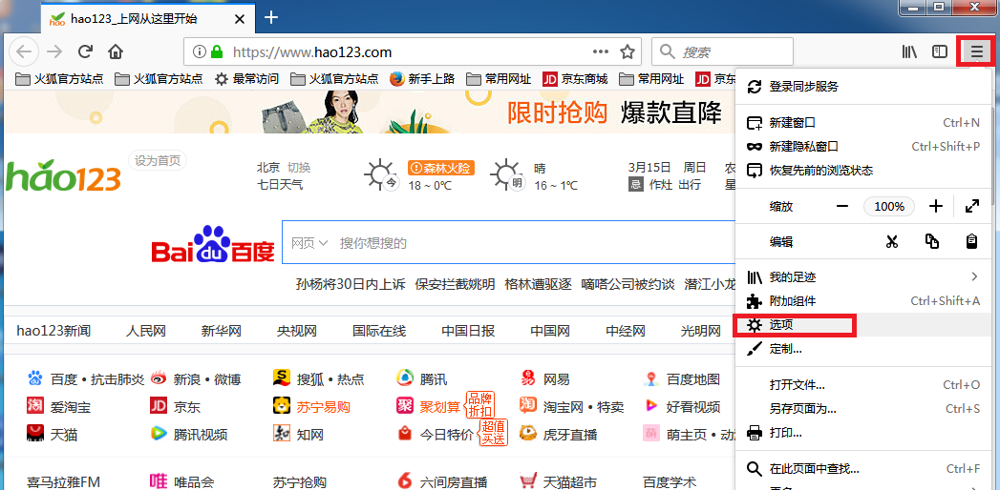 hao123_上网从这里开始
https://www.hao123.com
搜索
火狐官方站点 火狐官方站点 最常访问 火狐官方站点 新手上路 常用网址 京东商城 常用网址 京东
限时抢购 爆款直降
hao123
设为首页
北京 切换
七日天气
今
森林火险
18 ~ 0℃
明
晴
16 ~ 1℃
3月15日 周日
忌 作灶 出行
Bai du 百度
网页
搜你想搜的
孙杨将30日内上诉 保安拦截姚明 格林遭驱逐 嘀嗒公司被约谈 潜江小龙
hao123新闻 人民网 新华网 央视网 国际在线 中国日报 中国网 中经网 光明网
百度 • 抗击肺炎 新浪 • 微博 搜狐 • 热点 腾讯 网易 百度地图
爱淘宝 京东 苏宁易购 聚划算 品牌折扣 淘宝网 • 特卖 好看视频
天猫 腾讯视频 知网 今日特价 超值买送 虎牙直播 萌主页
喜马拉雅FM 唯品会 苏宁抢购 六间房直播 天猫超市 百度学术
登录同步服务
新建窗口 Ctrl+N
新建隐私窗口 Ctrl+Shift+P
恢复先前的浏览状态
缩放 100%
编辑
我的足迹
附加组件 Ctrl+Shift+A
选项
定制...
打开文件... Ctrl+O
另存页面为... Ctrl+S
打印...
在此页面中查找... Ctrl+F